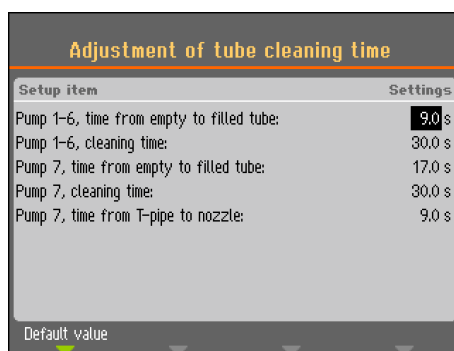 Adjustment of tube cleaning time
Setup item Settings
Pump 1-6, time from empty to filled tube: 9.0 s
Pump 1-6, cleaning time: 30.0 s
Pump 7, time from empty to filled tube: 17.0 s
Pump 7, cleaning time: 30.0 s
Pump 7, time from T-pipe to nozzle: 9.0 s
Default value